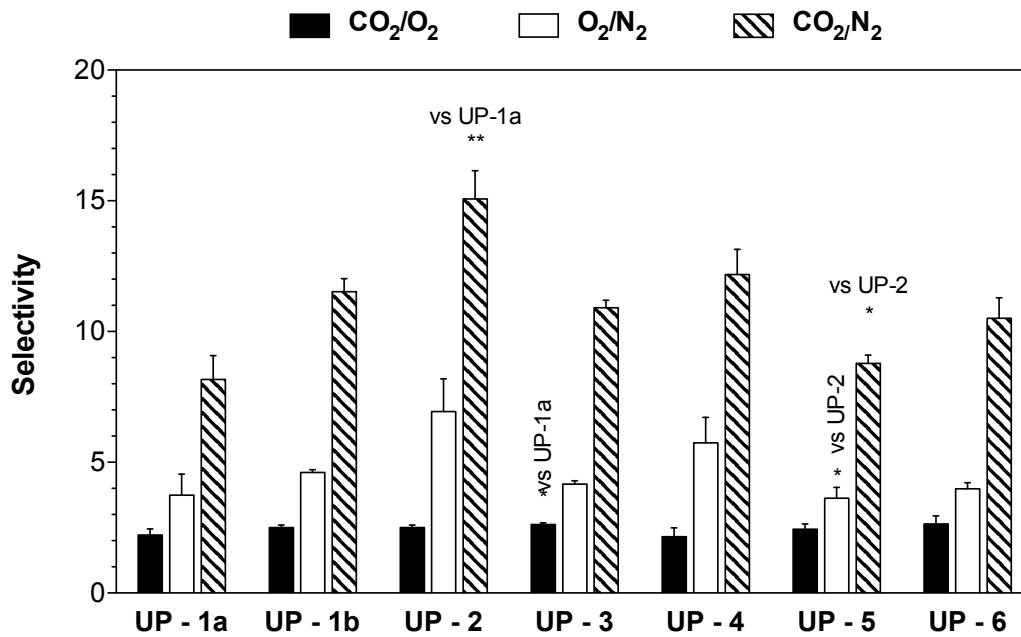 CO2/O2 O2/N2 CO2/N2
20
vs UP-1a
**
15
vs UP-2
*
10
Selectivity
vs UP-1a
*
vs UP-2
*
5
0
UP - 1a UP - 1b UP - 2 UP - 3 UP - 4 UP - 5 UP - 6